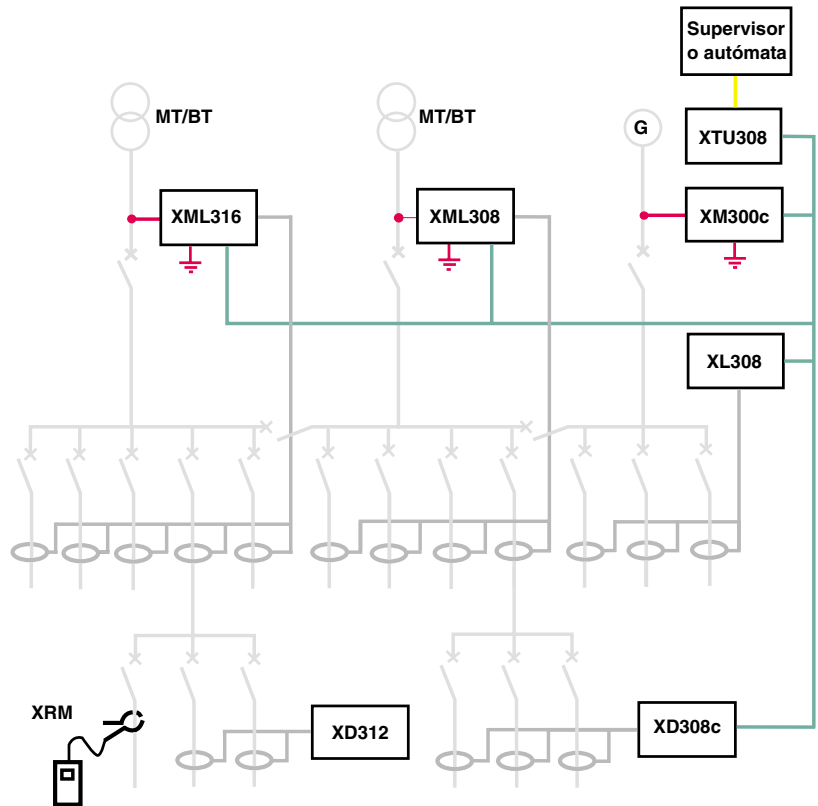 Supervisor
o autómata
MT/BT
MT/BT
G
XTU308
XML316
XML308
XM300c
XL308
XRM
XD312
XD308c